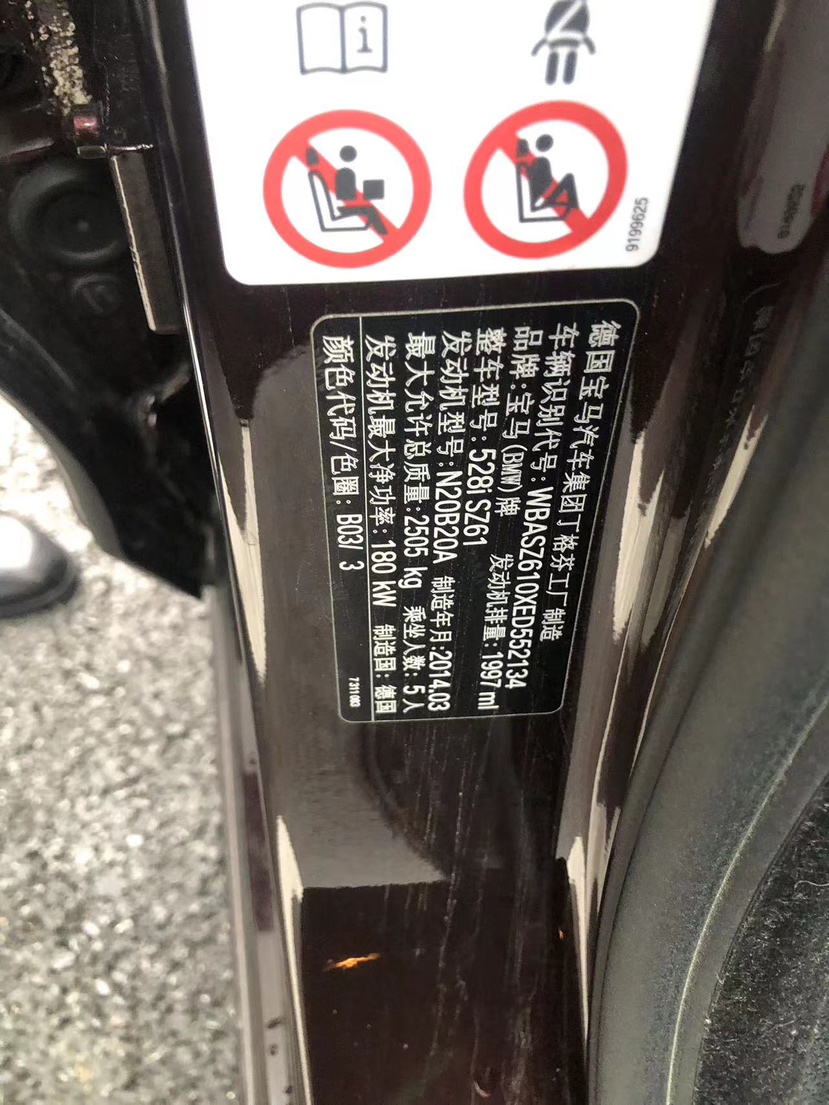 9199625
德国宝马汽车集团丁格芬工厂制造
车辆识别代号:WBASZ610XED552134
品牌:宝马(BMW)牌 发动机排量:1997ml
整车型号:528i SZ61
发动机型号:N20B20A 制造年月:2014.03
最大允许总质量:2505 kg 乘坐人数:5人
发动机最大净功率:180 kW 制造国:德国
颜色代码/色圈:B03/ 3
7311083